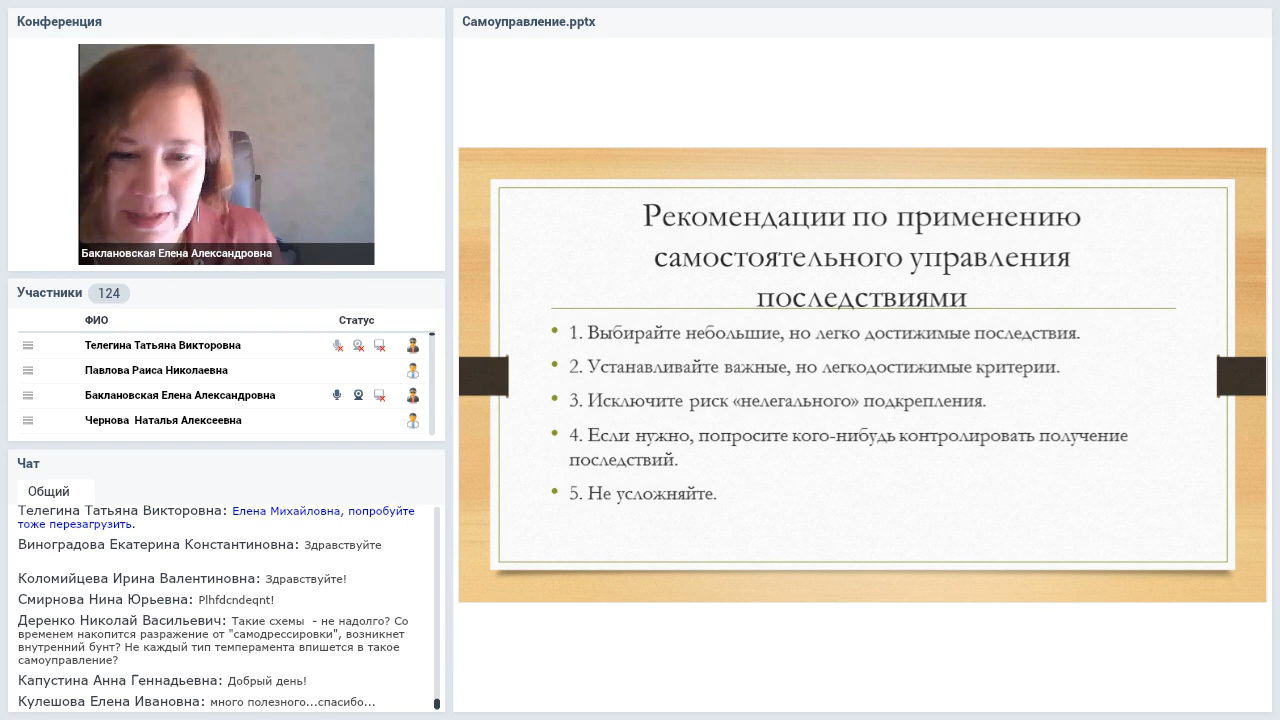 Конференция
Баклановская Елена Александровна
Участники 124
ФИО Статус
Телегина Татьяна Викторовна
Павлова Раиса Николаевна
Баклановская Елена Александровна
Чернова Наталья Алексеевна
Чат
Общий
Телегина Татьяна Викторовна: Елена Михайловна, попробуйте
тоже перезагрузить.
Виноградова Екатерина Константиновна: Здравствуйте
Коломийцева Ирина Валентиновна: Здравствуйте!
Смирнова Нина Юрьевна: Plhfdcndeqnt!
Деренко Николай Васильевич: Такие схемы - не надолго? Со
временем накопится разражение от "самодрессировки", возникнет
внутренний бунт? Не каждый тип темперамента впишется в такое
самоуправление?
Капустина Анна Геннадьевна: Добрый день!
Кулешова Елена Ивановна: много полезного...спасибо...
Самоуправление.pptx
Рекомендации по применению
самостоятельного управления
последствиями
• 1. Выбирайте небольшие, но легко достижимые последствия.
• 2. Устанавливайте важные, но легкодостижимые критерии.
• 3. Исключите риск «нелегального» подкрепления.
• 4. Если нужно, попросите кого-нибудь контролировать получение
последствий.
• 5. Не усложняйте.